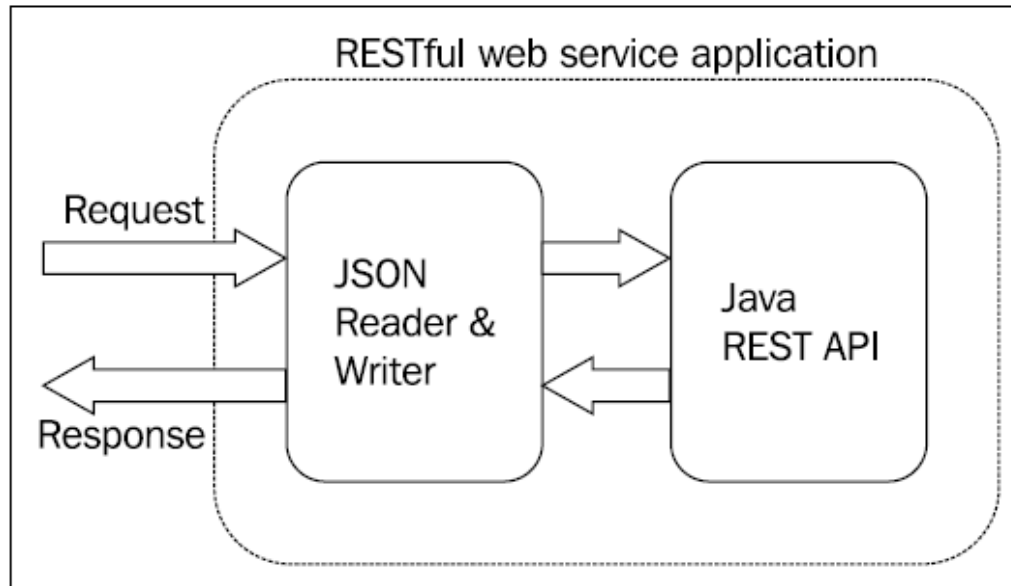 RESTful web service application
Request
JSON
Reader &
Writer
Java
REST API
Response